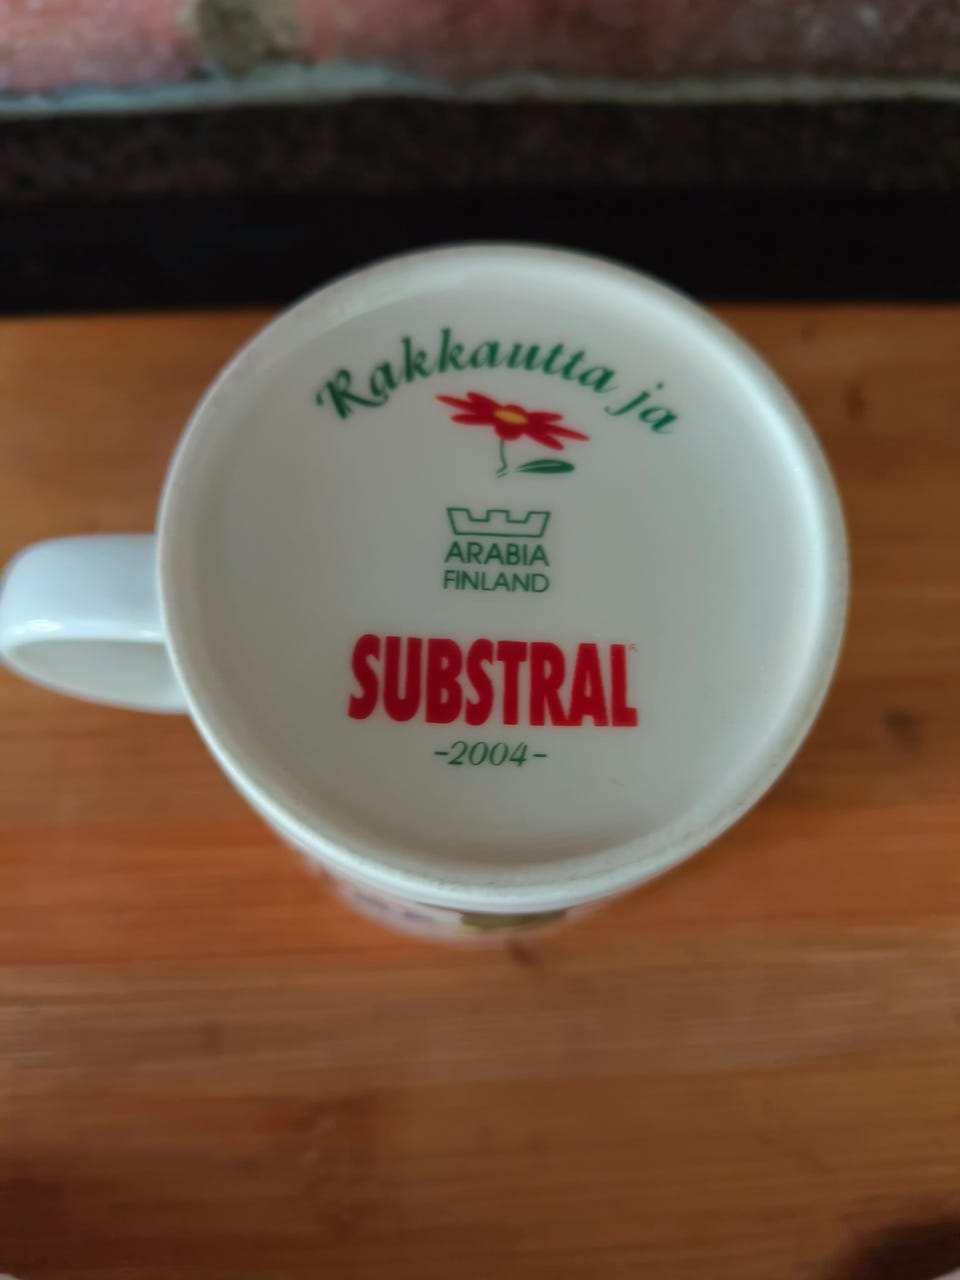 Rakkautta ja
ARABIA
FINLAND
SUBSTRAL®
-2004-